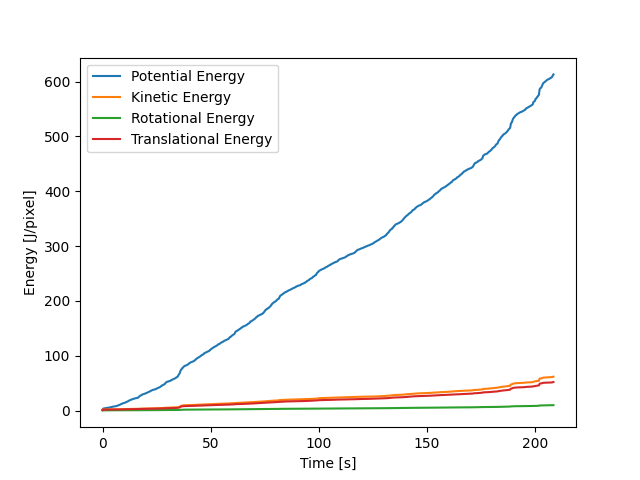 Potential Energy
Kinetic Energy
Rotational Energy
Translational Energy
600
500
400
300
200
100
0
Energy [J/pixel]
0 50 100 150 200
Time [s]